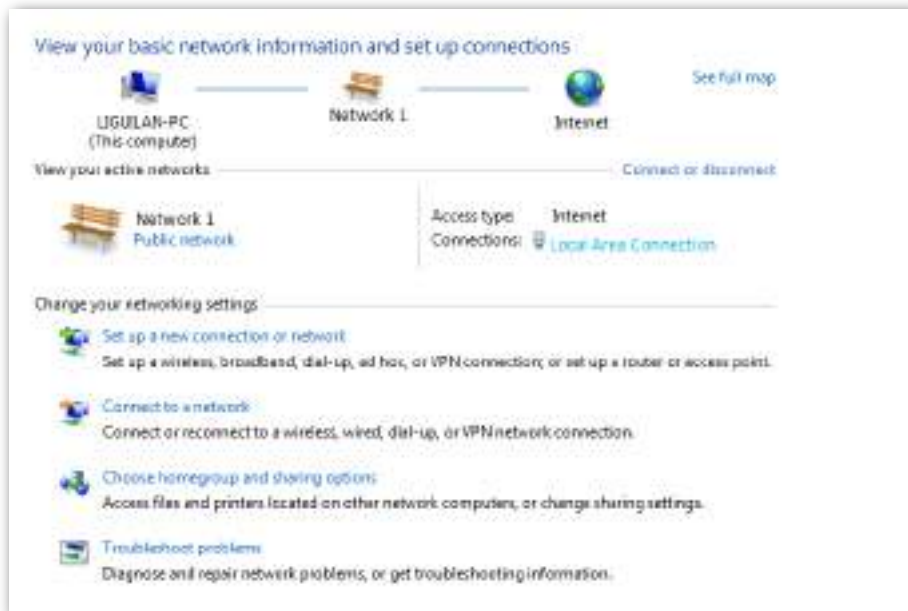 View your basic network information and set up connections
See full map
LIGUILAN-PC
(This computer)
Network 1
Internet
View your active networks
Connect or disconnect
Network 1
Public network
Access type: Internet
Connections: Local Area Connection
Change your networking settings
Set up a new connection or network
Set up a wireless, broadband, dial-up, ad hoc, or VPN connection; or set up a router or access point.
Connect to a network
Connect or reconnect to a wireless, wired, dial-up, or VPN network connection.
Choose homegroup and sharing options
Access files and printers located on other network computers, or change sharing settings.
Troubleshoot problems
Diagnose and repair network problems, or get troubleshooting information.